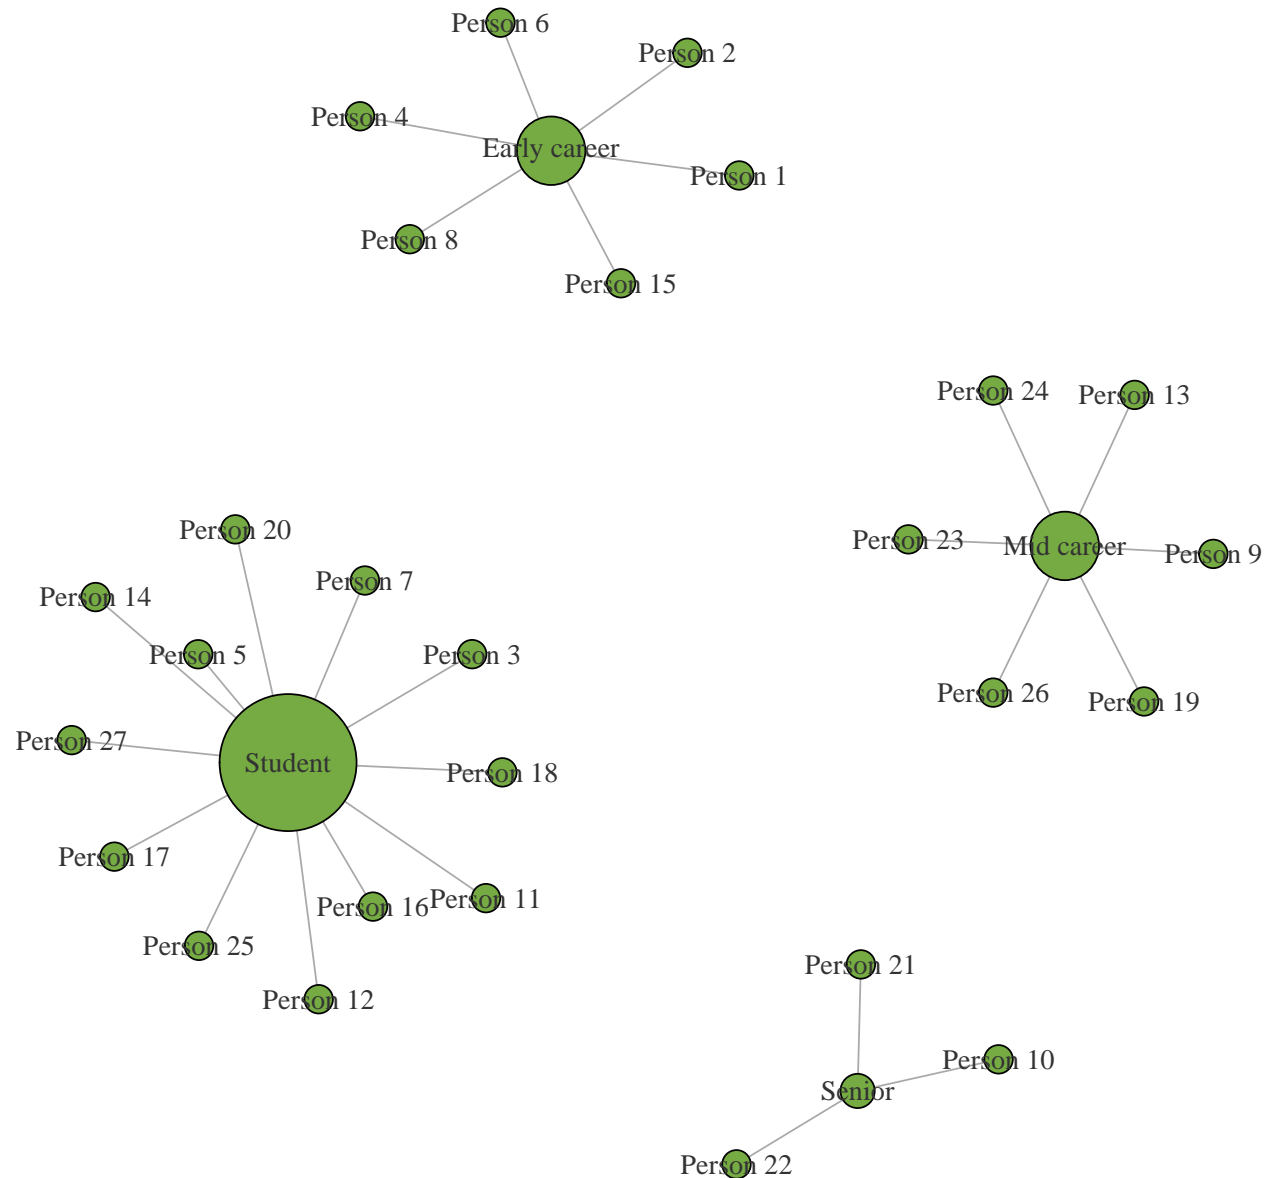 Person 6
Person 2
Person 4
Early career
Person 1
Person 8
Person 15
Person 24
Person 13
Person 23
Mid career
Person 9
Person 26
Person 19
Person 20
Person 7
Person 14
Person 5
Person 3
Person 27
Student
Person 18
Person 17
Person 16
Person 11
Person 25
Person 12
Person 21
Person 10
Senior
Person 22